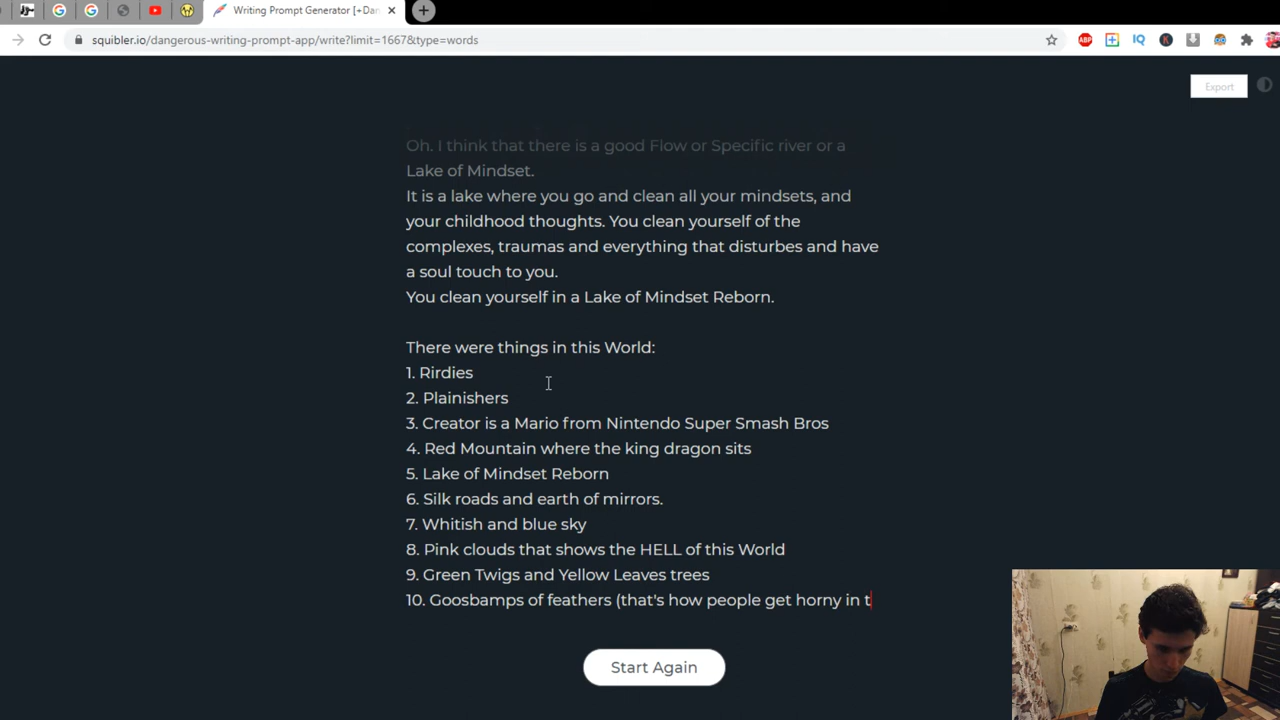 Writing Prompt Generator [+Dan
squibler.io/dangerous-writing-prompt-app/write?limit=1667&type=words
ABP
IQ
K
Export
Oh. I think that there is a good Flow or Specific river or a
Lake of Mindset.
It is a lake where you go and clean all your mindsets, and
your childhood thoughts. You clean yourself of the
complexes, traumas and everything that disturbes and have
a soul touch to you.
You clean yourself in a Lake of Mindset Reborn.
There were things in this World:
1. Rirdies
2. Plainishers
3. Creator is a Mario from Nintendo Super Smash Bros
4. Red Mountain where the king dragon sits
5. Lake of Mindset Reborn
6. Silk roads and earth of mirrors.
7. Whitish and blue sky
8. Pink clouds that shows the HELL of this World
9. Green Twigs and Yellow Leaves trees
10. Goosbamps of feathers (that's how people get horny in t
Start Again